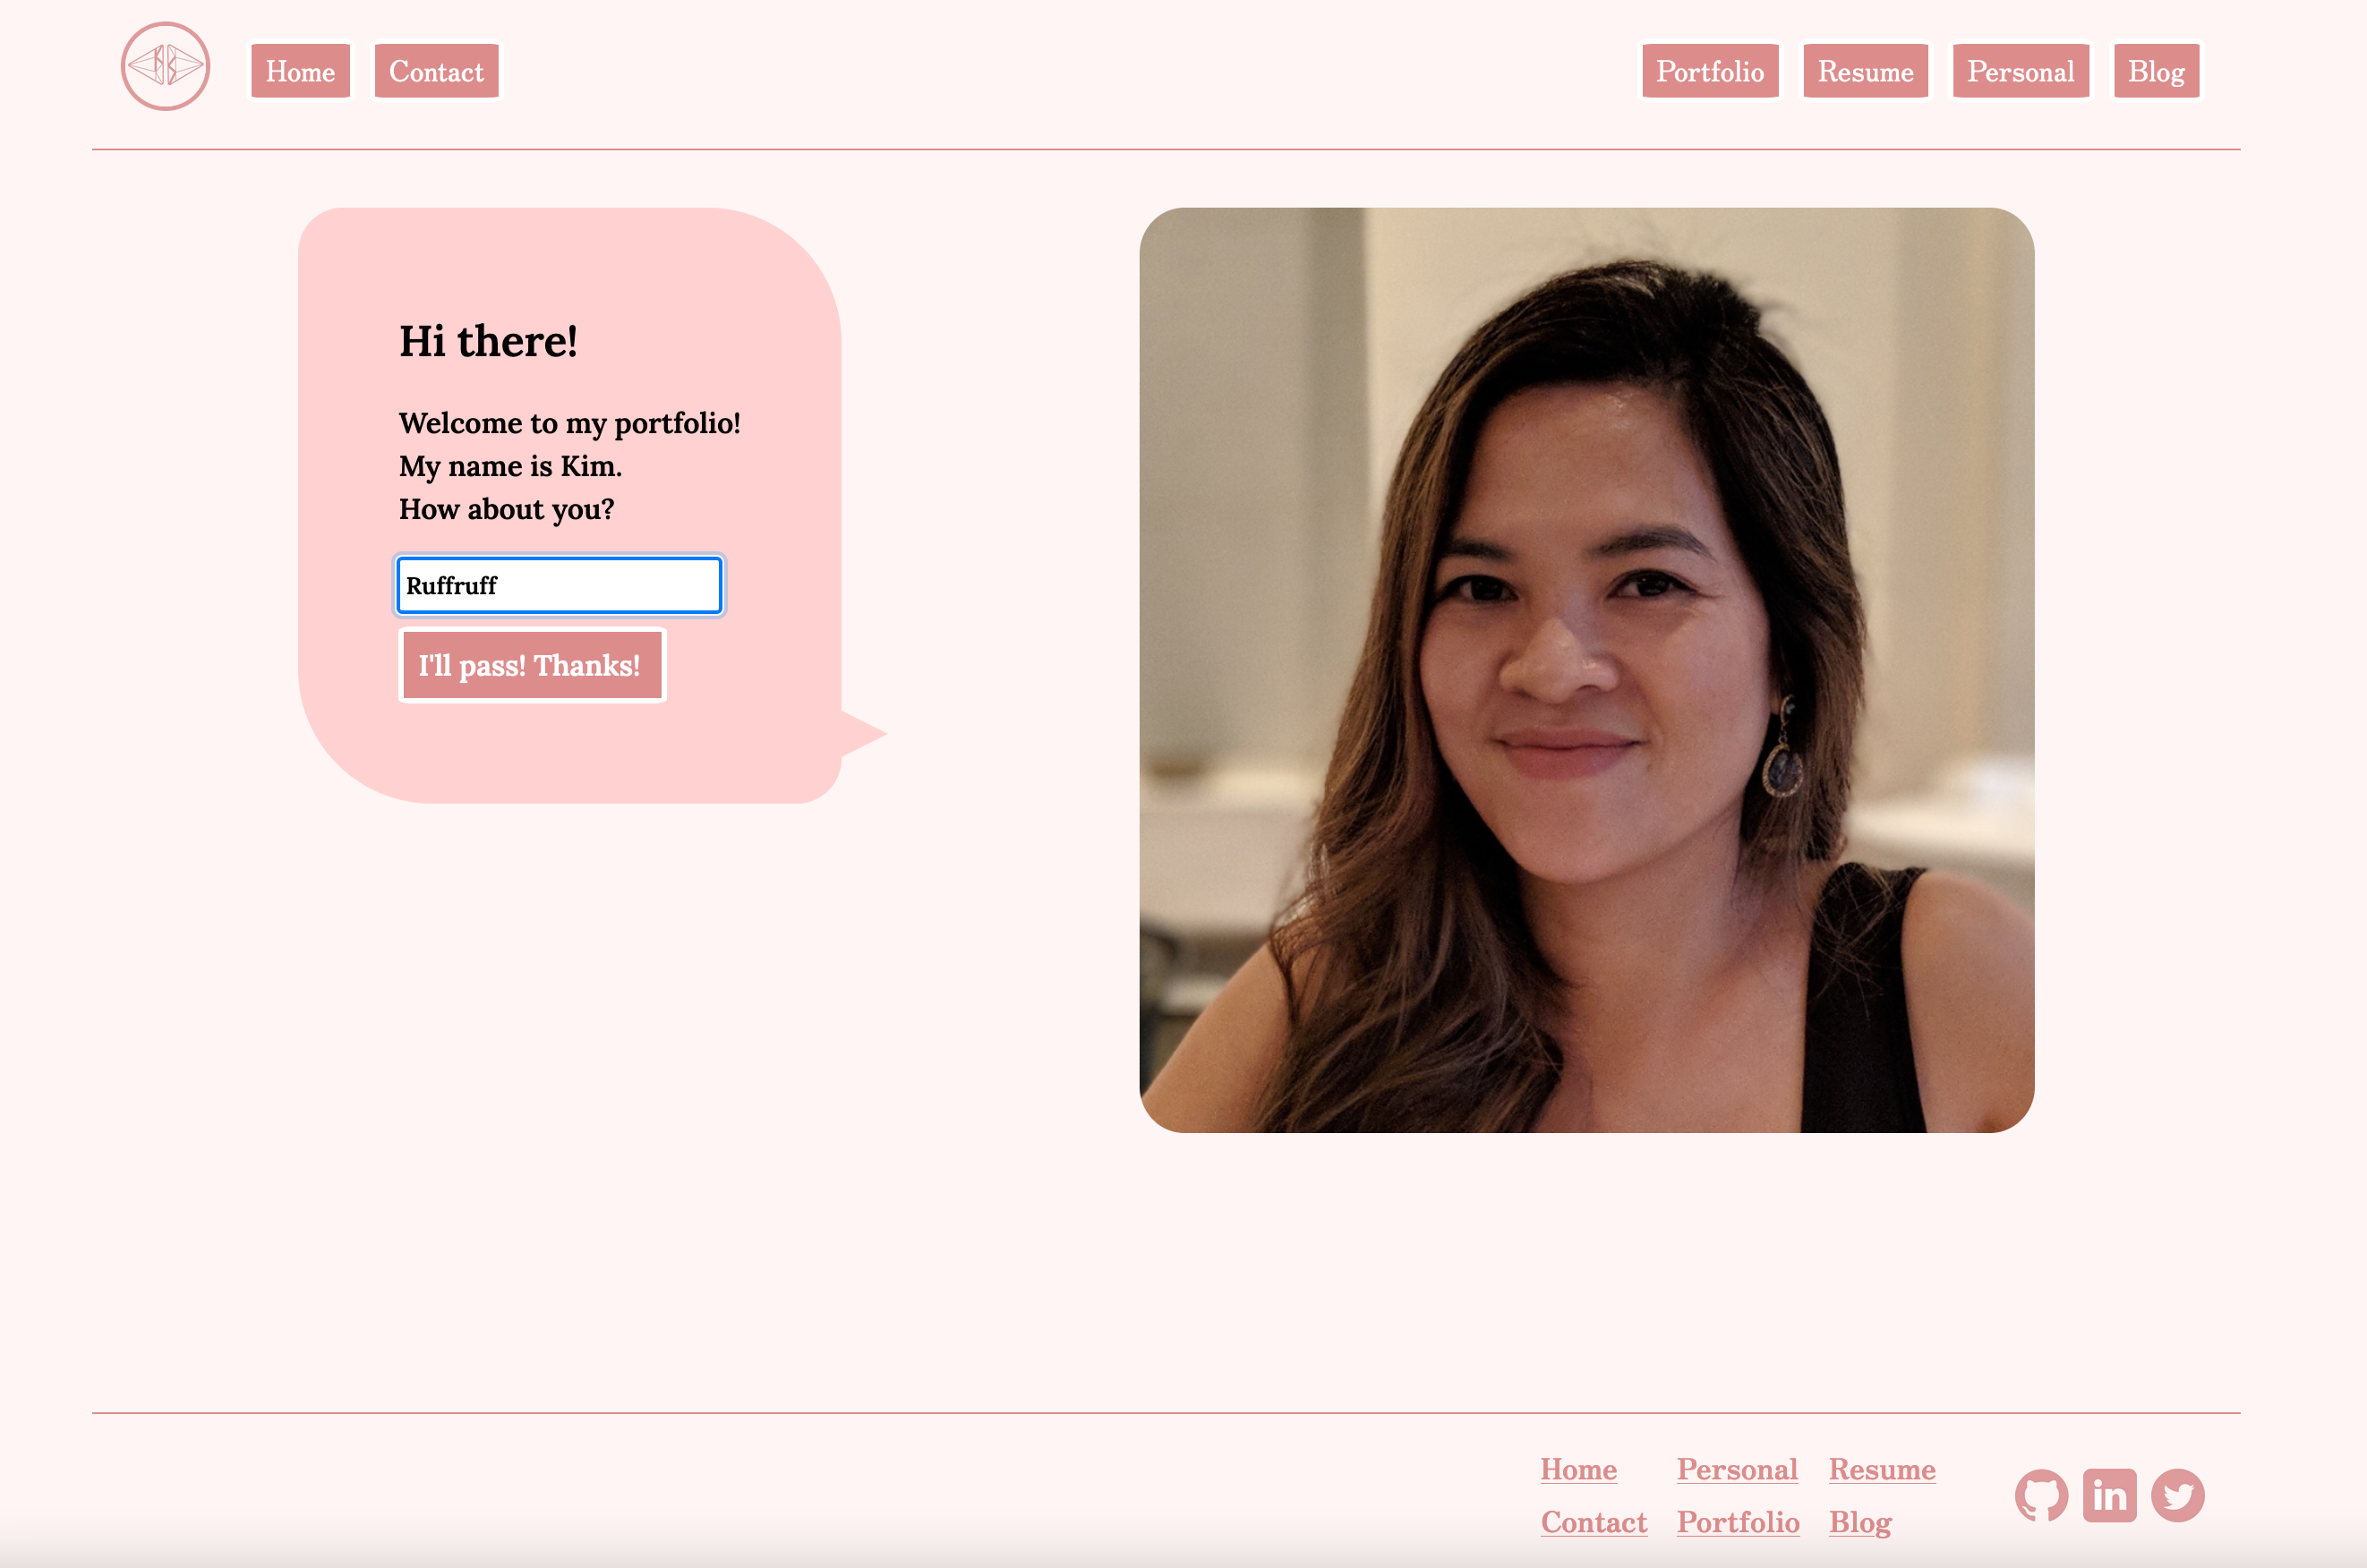 Home
Contact
Portfolio
Resume
Personal
Blog
Hi there!
Welcome to my portfolio!
My name is Kim.
How about you?
Ruffruff
I'll pass! Thanks!
Home
Personal
Resume
Contact
Portfolio
Blog
in